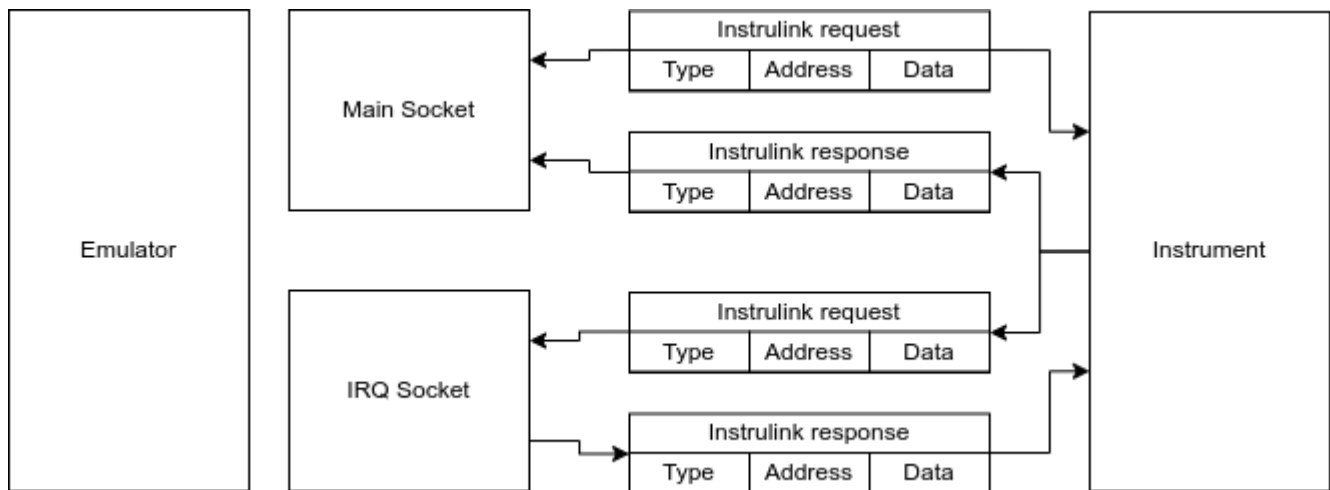 Emulator
Main Socket
Instrulink request
Type Address Data
Instrulink response
Type Address Data
IRQ Socket
Instrulink request
Type Address Data
Instrulink response
Type Address Data
Instrument